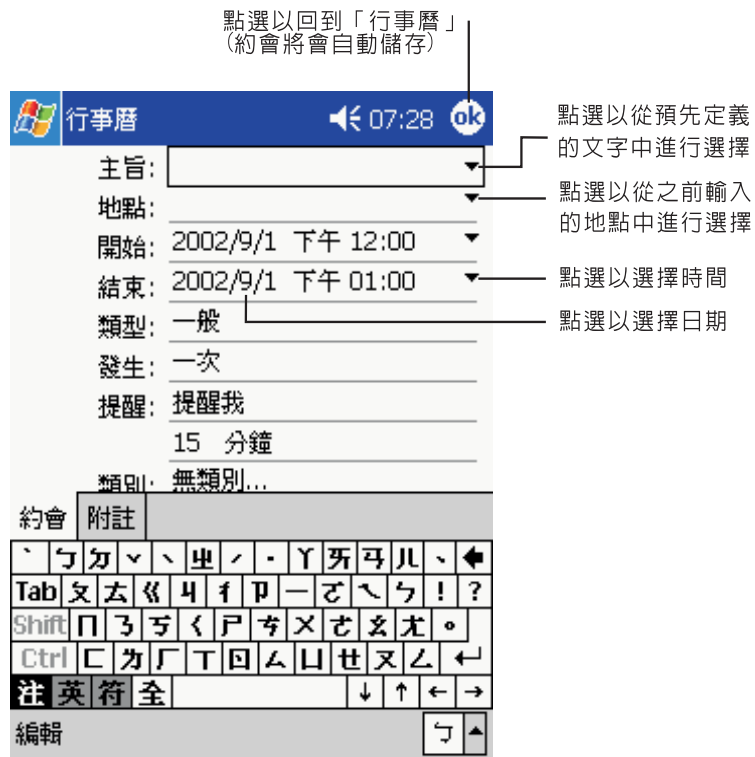 點選以回到「行事曆」
(約會將會自動儲存)
行事曆 07:28 ok
點選以從預先定義
的文字中進行選擇
主旨:
地點:
點選以從之前輸入
的地點中進行選擇
開始: 2002/9/1 下午 12:00
結束: 2002/9/1 下午 01:00
點選以選擇時間
類型: 一般
點選以選擇日期
發生: 一次
提醒: 提醒我
15 分鐘
類別: 無類別...
約會 附註
ˋ ㄅ ㄉ ˇ ˋ ㄓ ˊ ˙ ㄚ ㄞ ㄢ ㄦ 、
Tab ㄆ ㄊ ㄍ ㄐ ㄔ ㄗ ㄧ ㄛ ㄟ ㄣ ! ?
Shift ㄇ ㄋ ㄎ ㄑ ㄕ ㄘ ㄨ ㄜ ㄠ ㄤ 。
Ctrl ㄈ ㄌ ㄏ ㄒ ㄖ ㄙ ㄩ ㄝ ㄡ ㄥ ↵
注 英 符 全 ↓ ↑ ← →
編輯 ㄅ